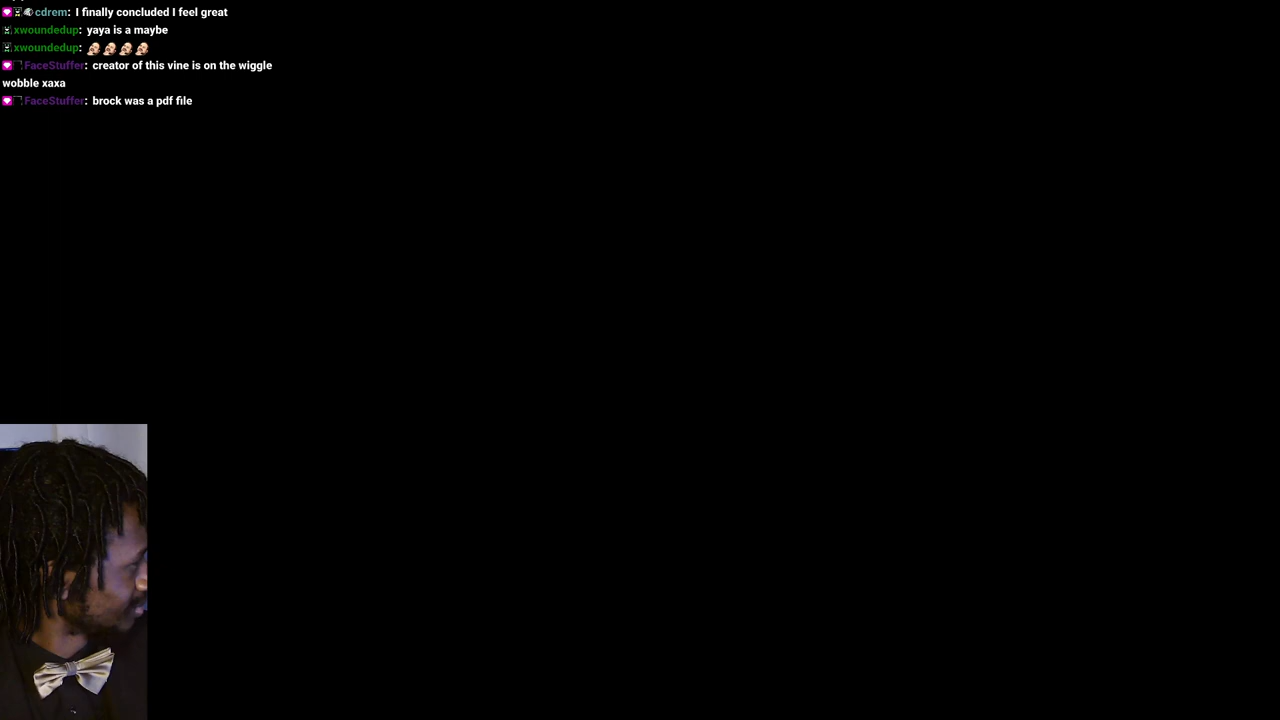 cdrem: I finally concluded I feel great
xwoundedup: yaya is a maybe
xwoundedup:
FaceStuffer: creator of this vine is on the wiggle
wobble xaxa
FaceStuffer: brock was a pdf file